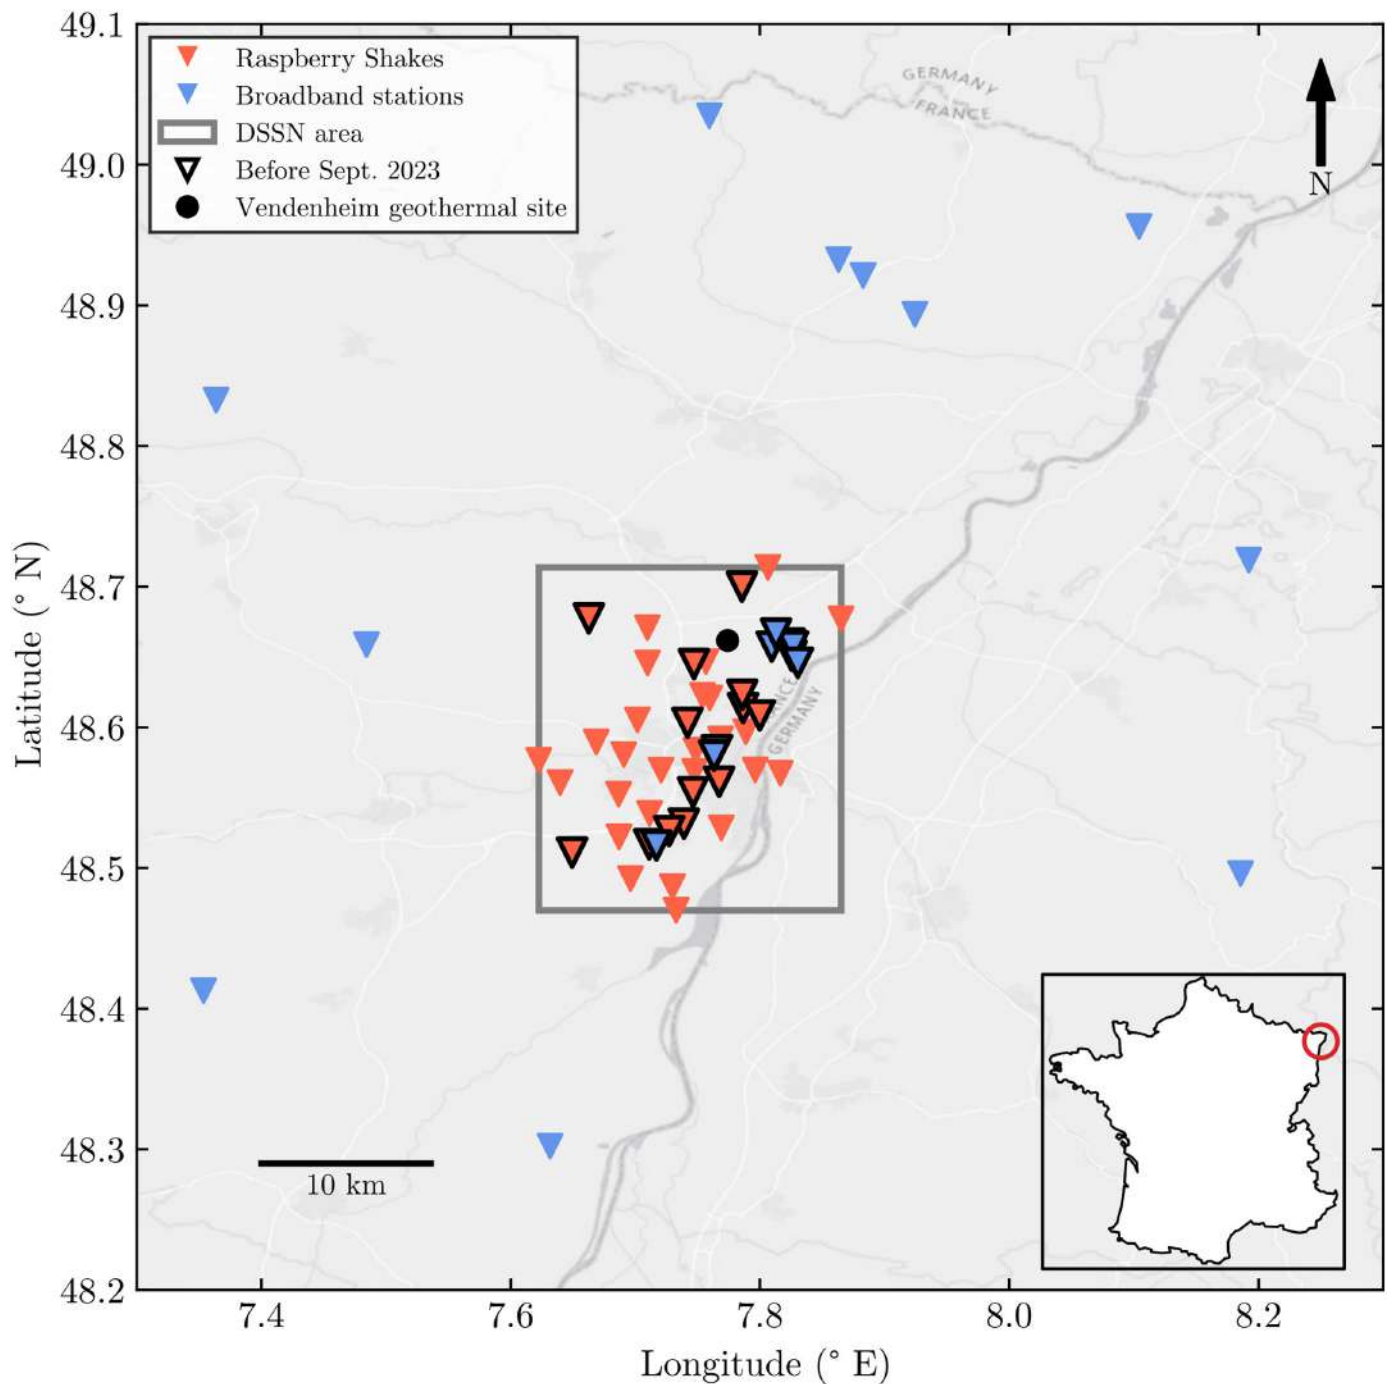 49.1
49.0
48.9
48.8
48.7
48.6
48.5
48.4
48.3
48.2
Latitude (° N)
Raspberry Shakes
Broadband stations
DSSN area
Before Sept. 2023
Vendenheim geothermal site
GERMANY
FRANCE
N
GERMANY
10 km
7.4 7.6 7.8 8.0 8.2
Longitude (° E)